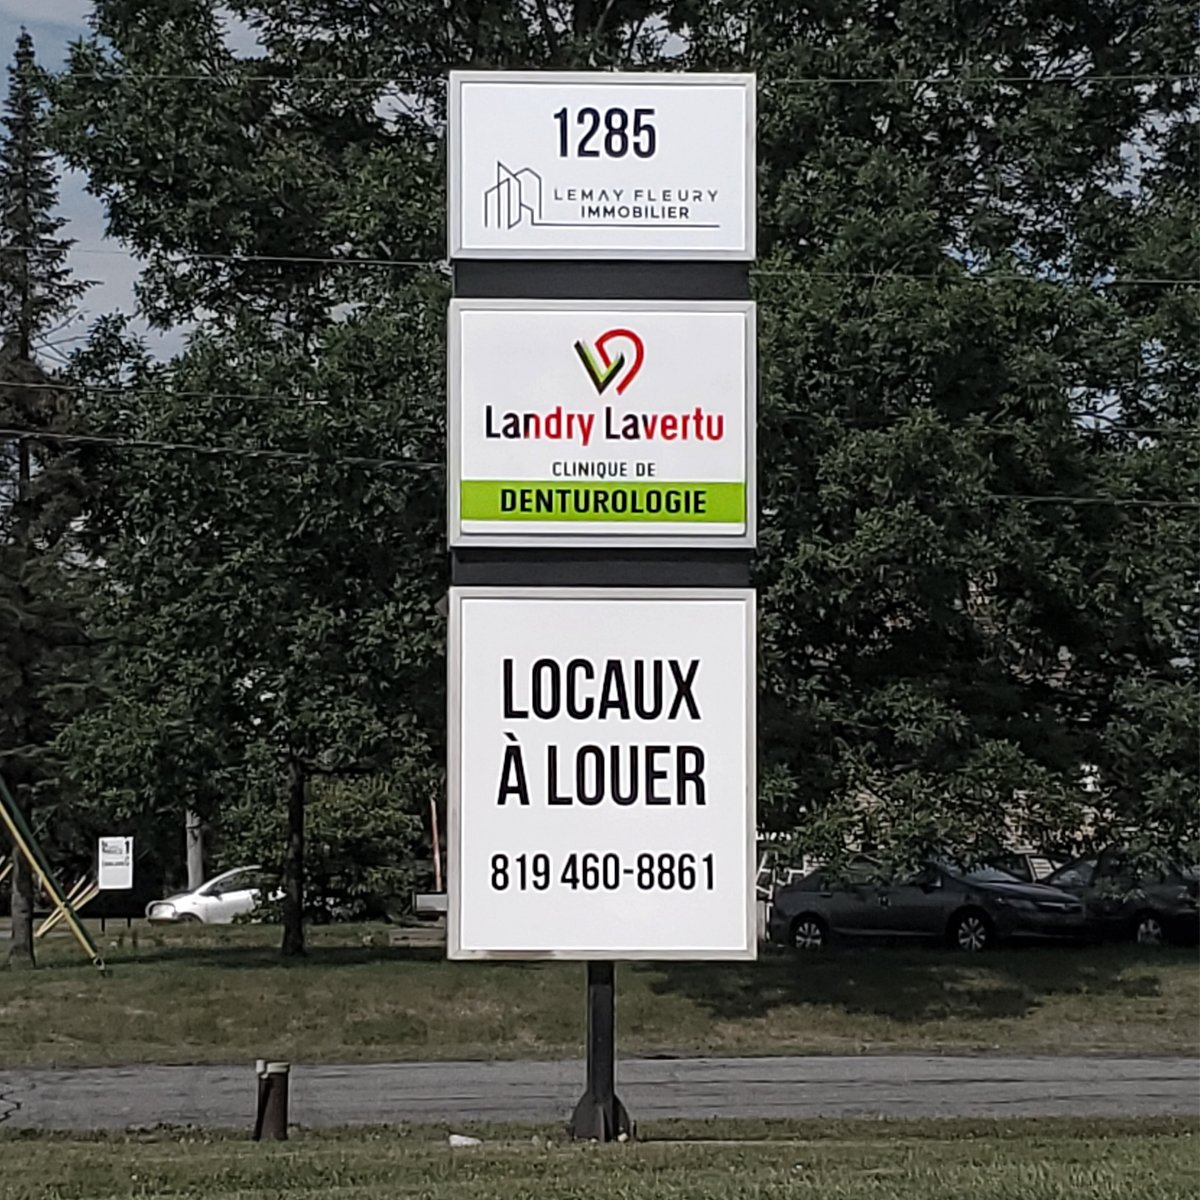 1285
LEMAY FLEURY
IMMOBILIER
Landry Lavertu
CLINIQUE DE
DENTUROLOGIE
LOCAUX
À LOUER
819 460-8861